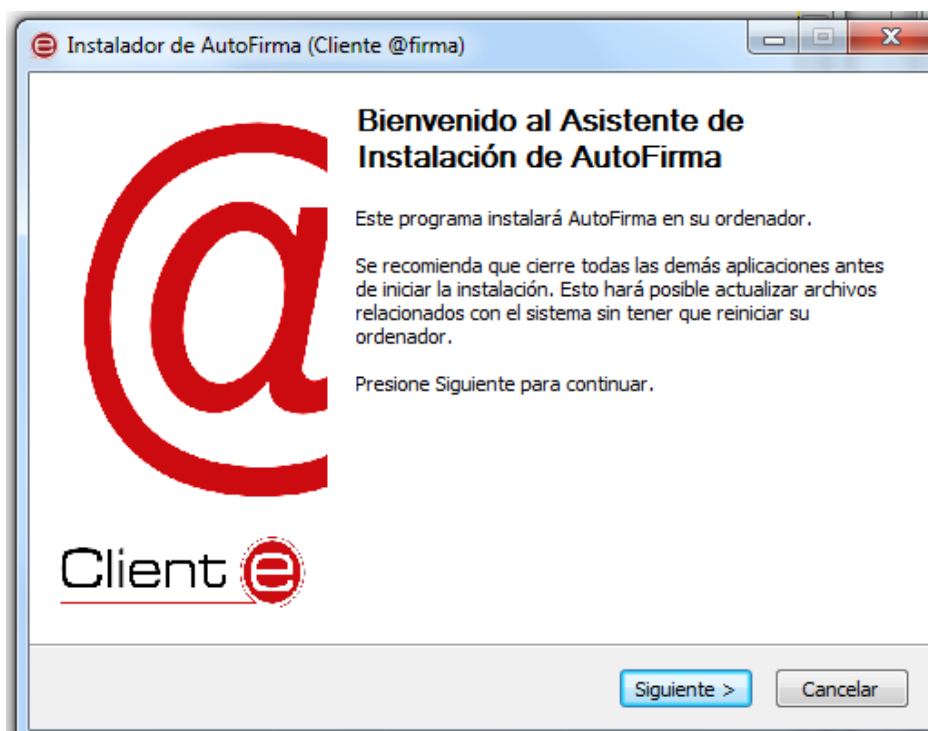 Instalador de AutoFirma (Cliente @firma)
Bienvenido al Asistente de
Instalación de AutoFirma
Este programa instalará AutoFirma en su ordenador.
Se recomienda que cierre todas las demás aplicaciones antes
de iniciar la instalación. Esto hará posible actualizar archivos
relacionados con el sistema sin tener que reiniciar su
ordenador.
Presione Siguiente para continuar.
@
Client e
Siguiente >
Cancelar